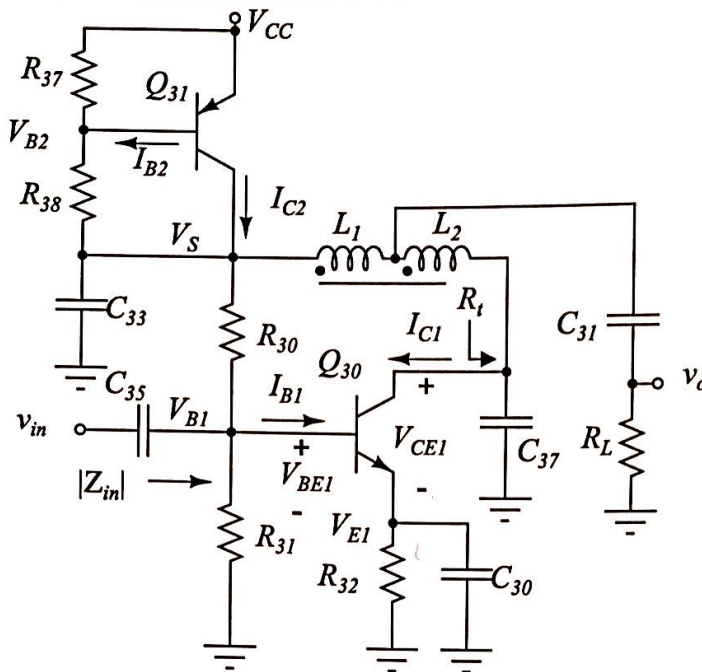 V_CC
R_37
Q_31
V_B2
I_B2
R_38
I_C2
V_S
L_1 L_2
C_33
R_30
R_t
I_C1
C_31
C_35
Q_30
I_B1
V_B1
v_in
V_CE1
C_37
R_L
|Z_in|
+
V_BE1
-
+
-
V_E1
R_31
R_32
C_30